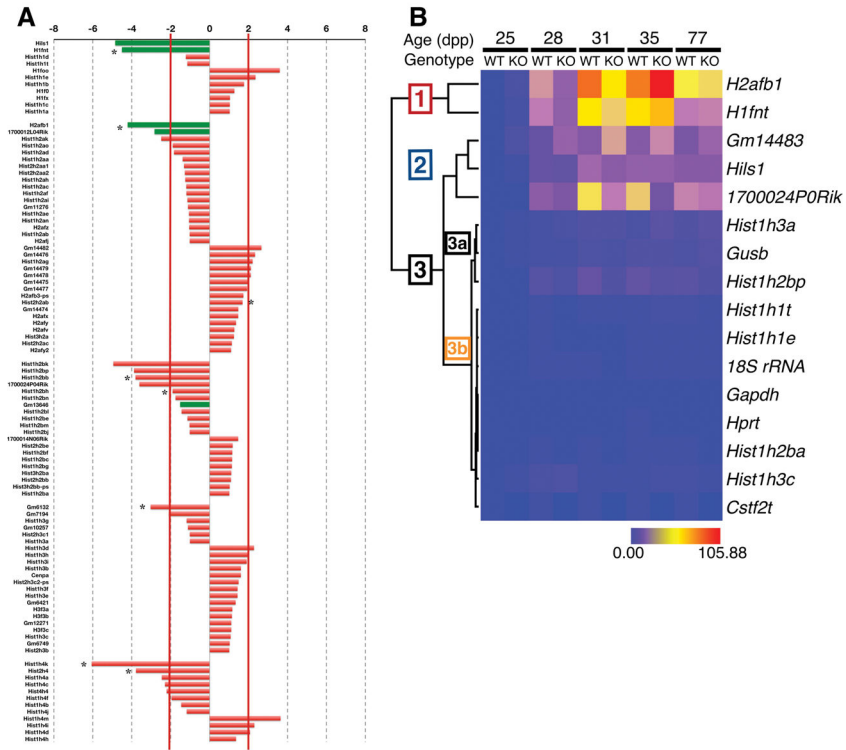 A
-8 -6 -4 -2 0 2 4 6 8
Hils1
H1fnt
*
Hist1h1d
Hist1h1t
H1foo
Hist1h1e
Hist1h1b
H1f0
H1fx
Hist1h1c
Hist1h1a
H2afb1
*
1700012L04Rik
Hist1h2ak
Hist1h2ao
Hist1h2ad
Hist1h2aa
Hist2h2aa1
Hist2h2aa2
Hist1h2ah
Hist1h2ac
Hist1h2af
Hist1h2ai
Gm11276
Hist1h2ae
Hist1h2an
H2afz
Hist1h2ab
H2afj
Gm14482
Gm14476
Hist1h2ag
Gm14479
Gm14478
Gm14475
Gm14477
H2afb3-ps
Hist2h2ab *
Gm14474
H2afx
H2afy
H2afv
Hist3h2a
Hist2h2ac
H2afy2
Hist1h2bk
Hist1h2bp
Hist1h2bb *
1700024P04Rik
Hist1h2bh *
Hist1h2bn
Gm13646
Hist1h2bl
Hist1h2be
Hist1h2bm
Hist1h2bj
1700014N06Rik
Hist2h2be
Hist1h2bf
Hist1h2bc
Hist1h2bg
Hist3h2ba
Hist2h2bb
Hist3h2bb-ps
Hist1h2ba
Gm6132 *
Gm7194
Hist1h3g
Gm10257
Hist2h3c1
Hist1h3a
Hist1h3d
Hist1h3h
Hist1h3i
Hist1h3b
Cenpa
Hist2h3c2-ps
Hist1h3f
Hist1h3e
Gm6421
H3f3a
H3f3b
Gm12271
H3f3c
Hist1h3c
Gm6749
Hist2h3b
Hist1h4k *
Hist2h4 *
Hist1h4a
Hist1h4c
Hist4h4
Hist1h4f
Hist1h4b
Hist1h4j
Hist1h4m
Hist1h4i
Hist1h4d
Hist1h4h
B
Age (dpp) 25 28 31 35 77
Genotype WT KO WT KO WT KO WT KO WT KO
1
2
3
3a
3b
H2afb1
H1fnt
Gm14483
Hils1
1700024P0Rik
Hist1h3a
Gusb
Hist1h2bp
Hist1h1t
Hist1h1e
18S rRNA
Gapdh
Hprt
Hist1h2ba
Hist1h3c
Cstf2t
0.00 105.88